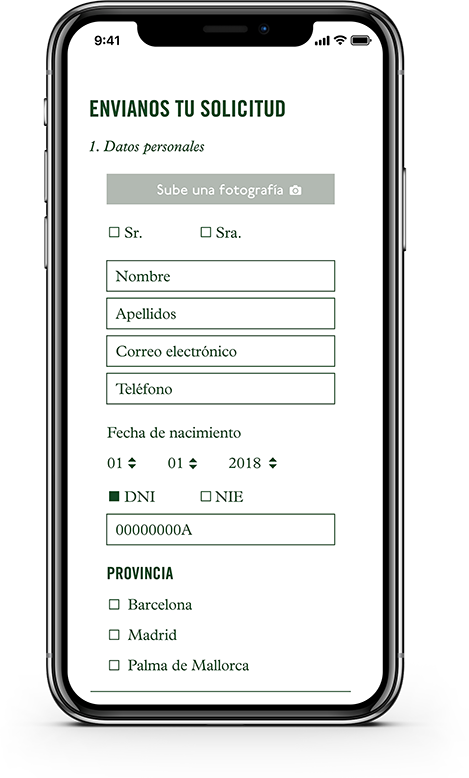 9:41
ENVIANOS TU SOLICITUD
1. Datos personales
Sube una fotografía
Sr. Sra.
Nombre
Apellidos
Correo electrónico
Teléfono
Fecha de nacimiento
01 01 2018
DNI NIE
00000000A
PROVINCIA
Barcelona
Madrid
Palma de Mallorca